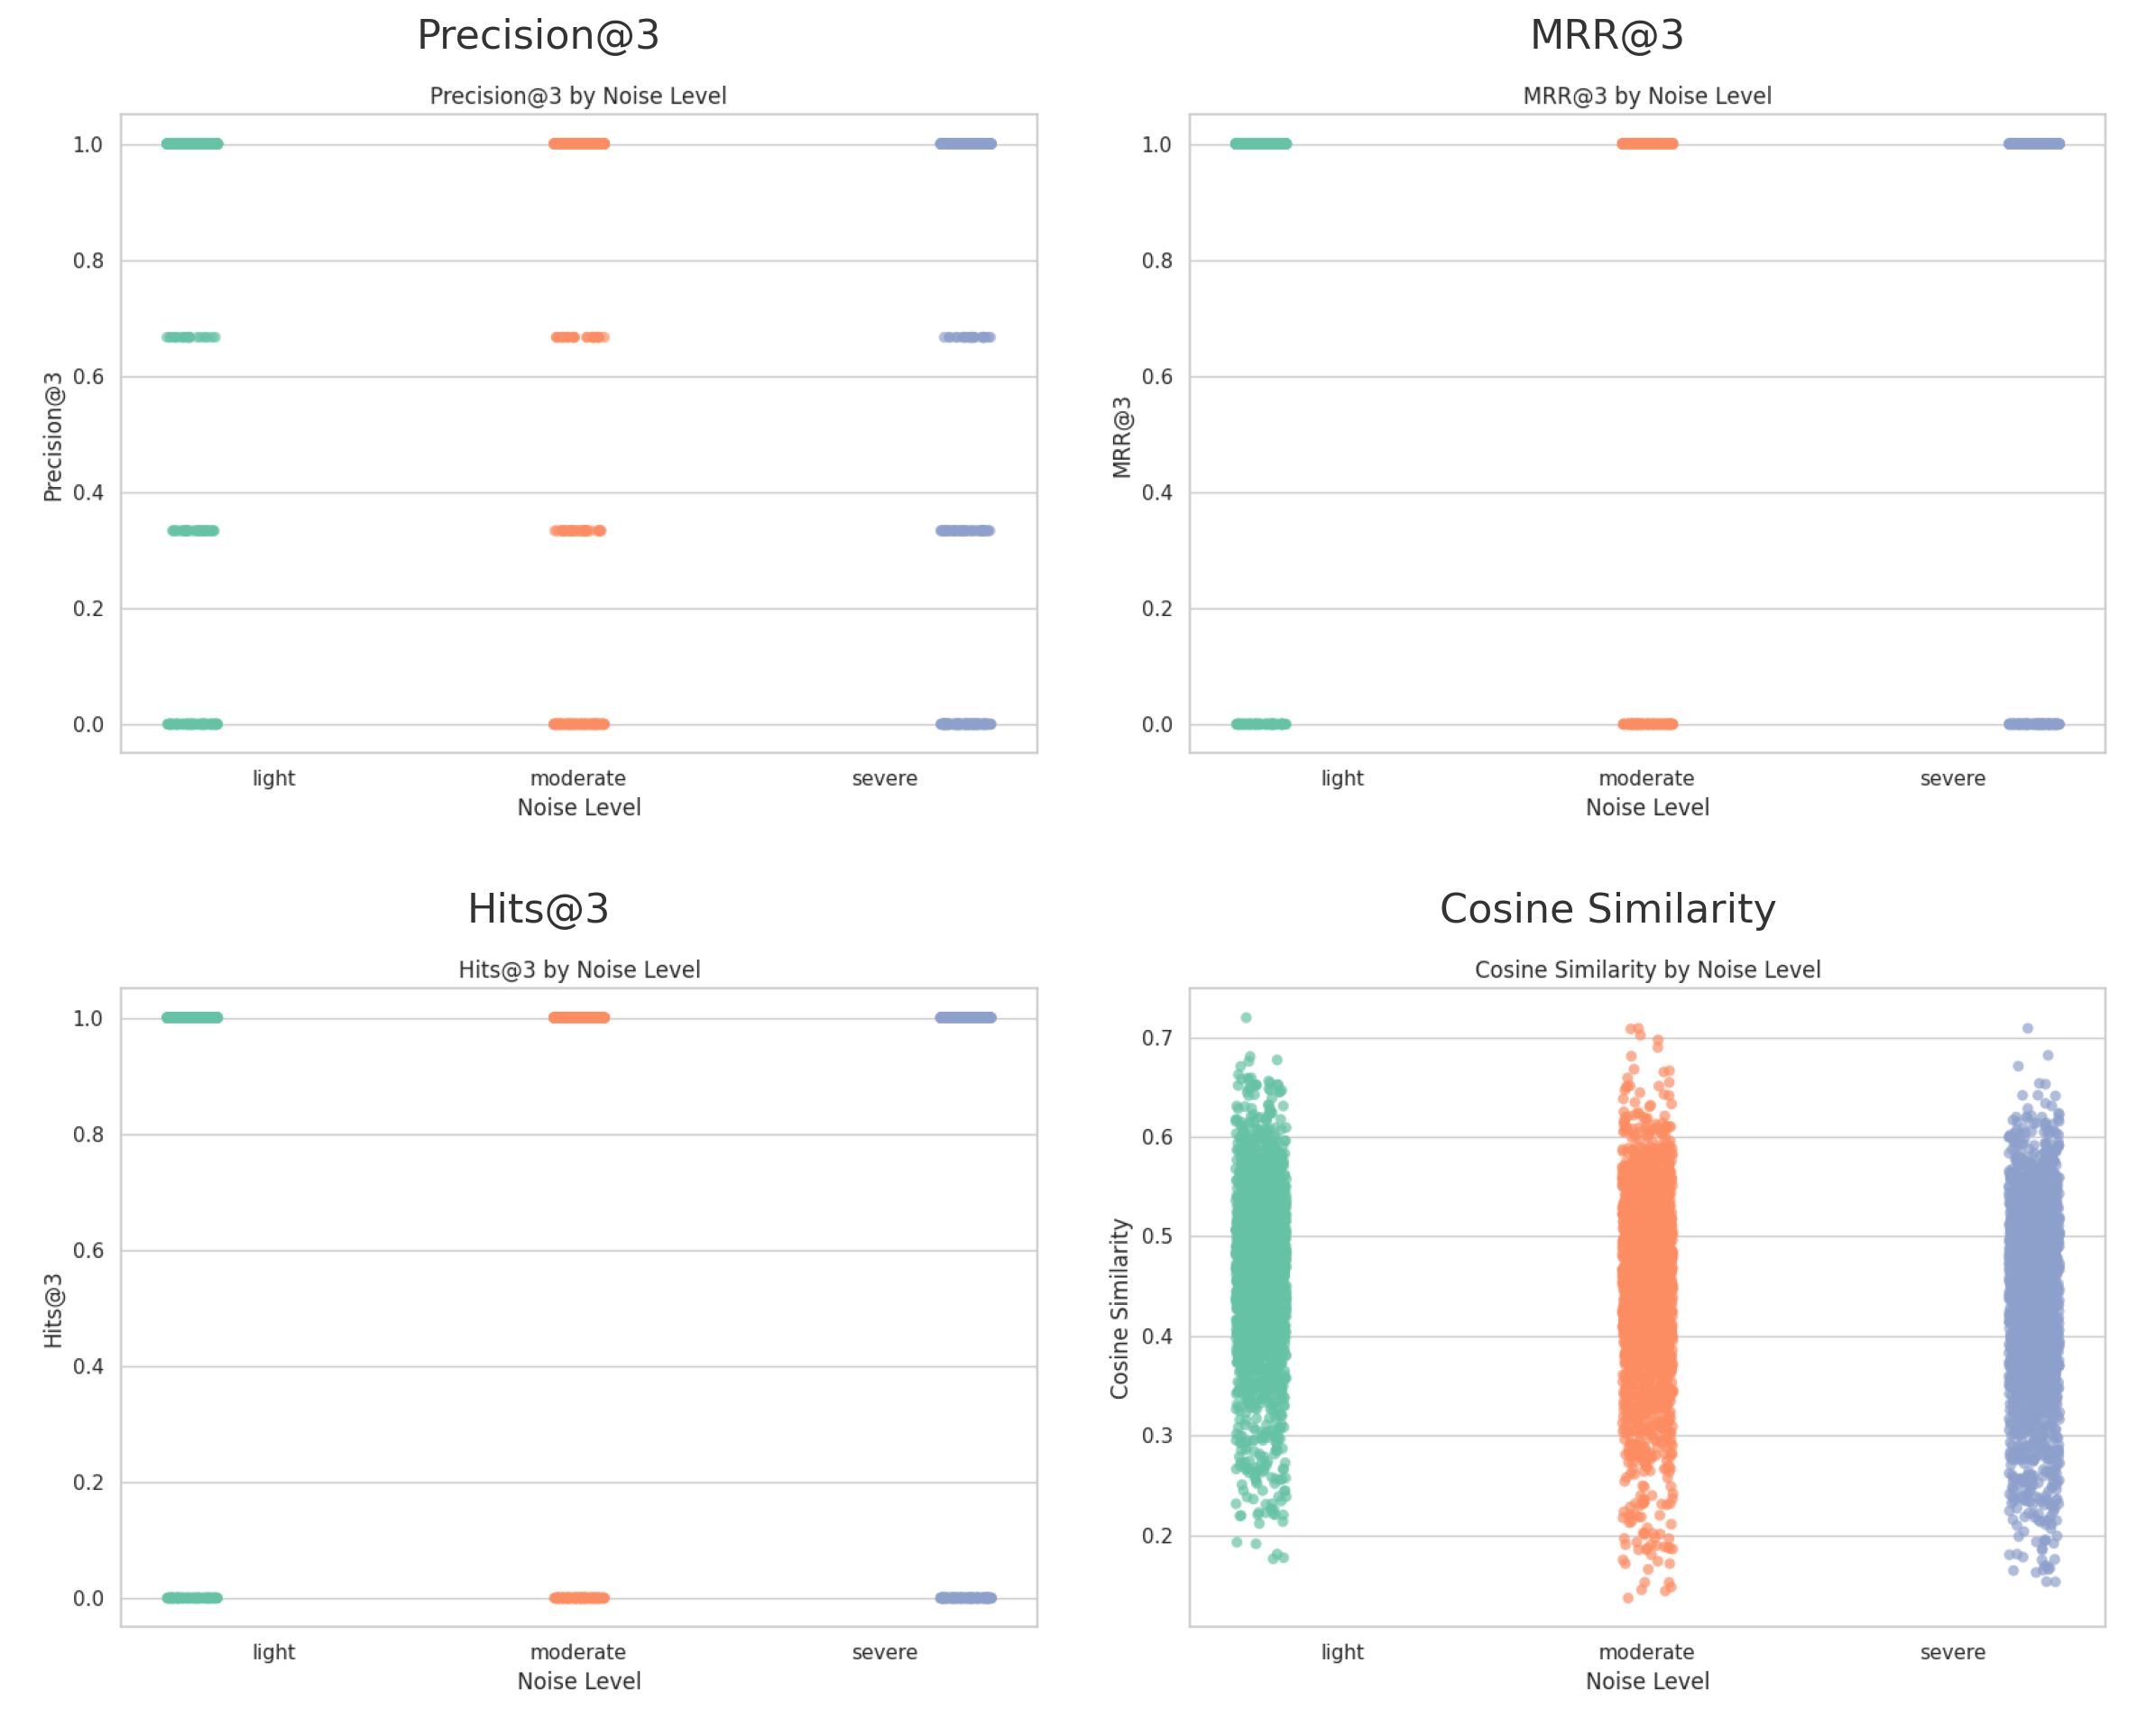 Precision@3
Precision@3 by Noise Level
Precision@3
1.0
0.8
0.6
0.4
0.2
0.0
light moderate severe
Noise Level
MRR@3
MRR@3 by Noise Level
MRR@3
1.0
0.8
0.6
0.4
0.2
0.0
light moderate severe
Noise Level
Hits@3
Hits@3 by Noise Level
Hits@3
1.0
0.8
0.6
0.4
0.2
0.0
light moderate severe
Noise Level
Cosine Similarity
Cosine Similarity by Noise Level
Cosine Similarity
0.7
0.6
0.5
0.4
0.3
0.2
light moderate severe
Noise Level